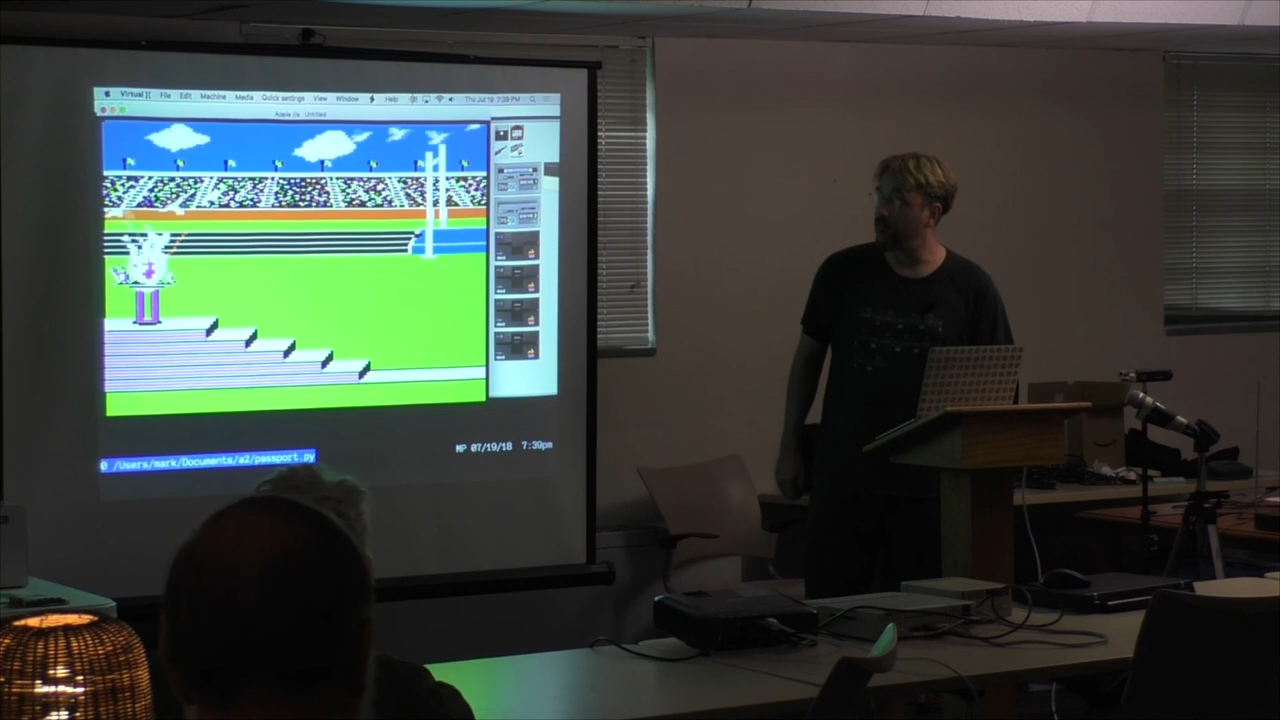 Virtual ][ File Edit Machine Media Quick settings View Window Help Thu Jul 19 7:38 PM
Apple //e : Untitled
MP 07/19/18 7:39pm
0 /Users/mark/Documents/a2/passport.py